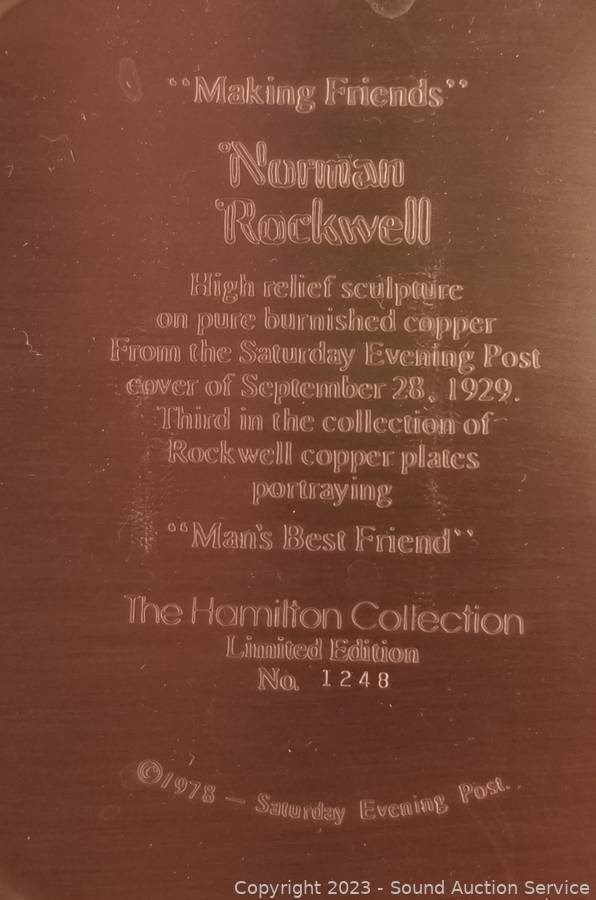 “Making Friends”
Norman
Rockwell
High relief sculpture
on pure burnished copper
From the Saturday Evening Post
cover of September 28, 1929.
Third in the collection of
Rockwell copper plates
portraying
“Man's Best Friend”
The Hamilton Collection
Limited Edition
No. 1248
©1978 – Saturday Evening Post.
Copyright 2023 - Sound Auction Service